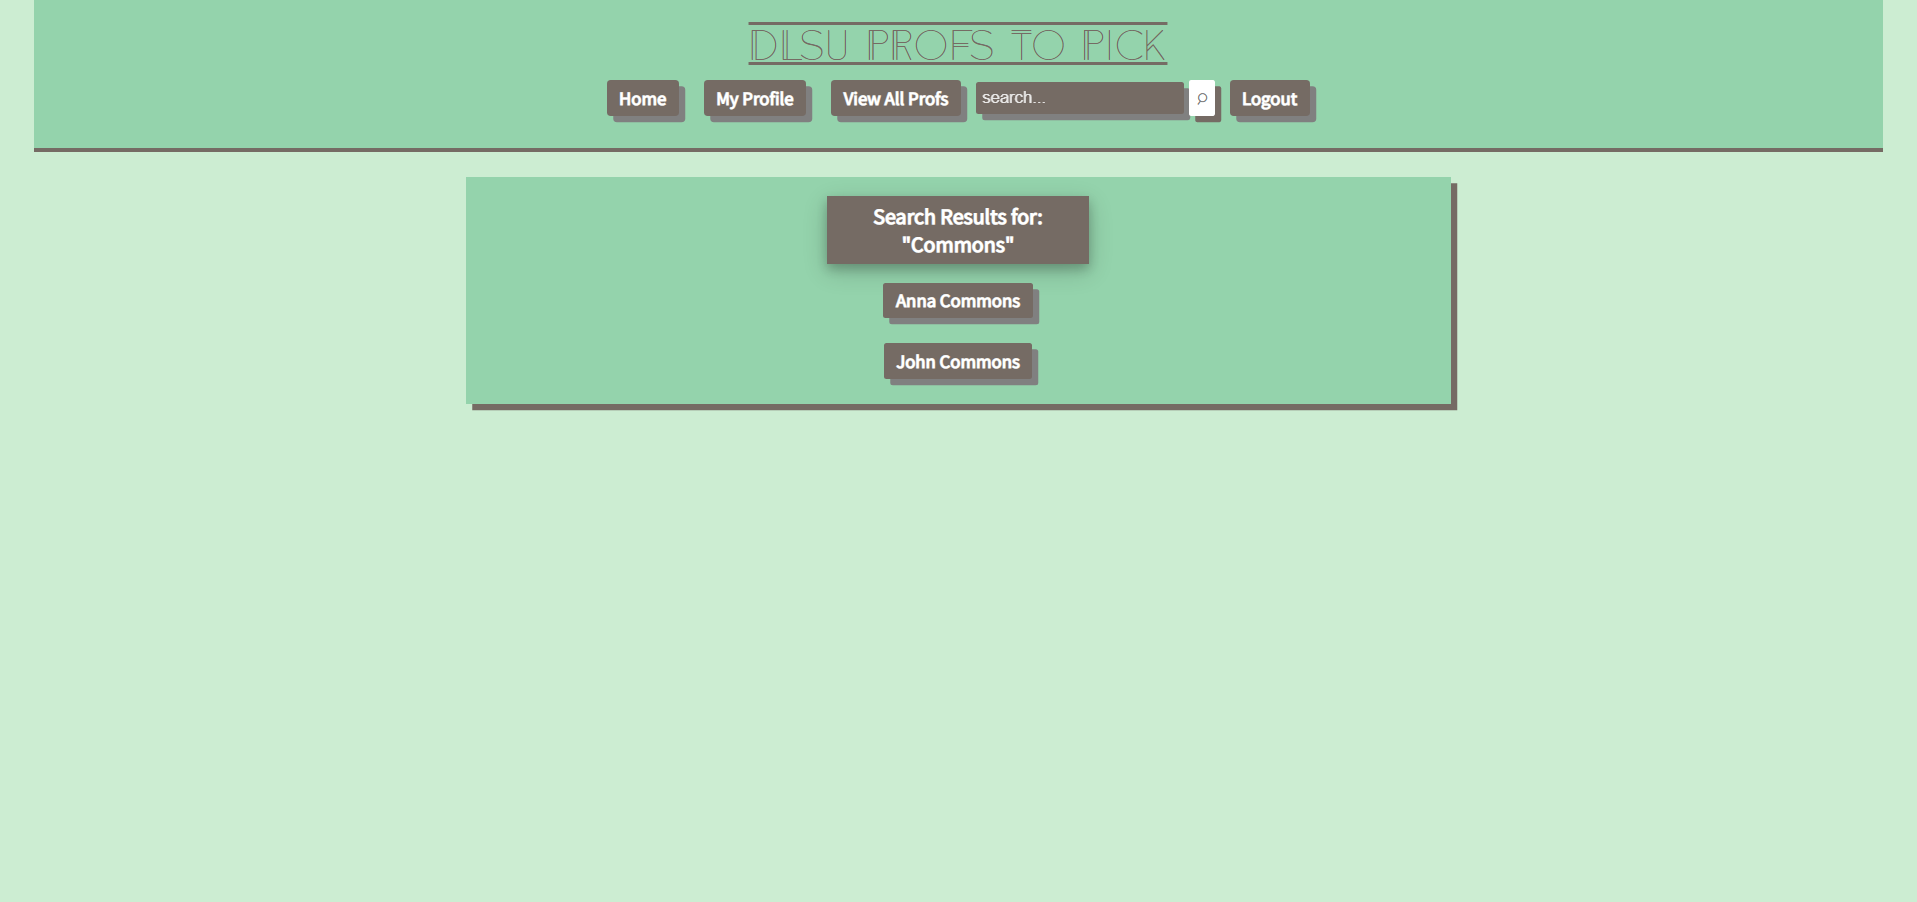 DLSU PROFS TO PICK
Home My Profile View All Profs search... Logout
Search Results for:
"Commons"
Anna Commons
John Commons